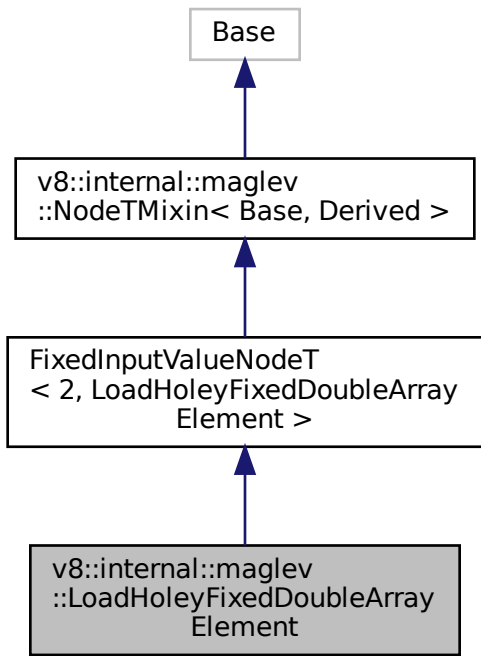 Base
v8::internal::maglev
::NodeTMixin< Base, Derived >
FixedInputValueNodeT
< 2, LoadHoleyFixedDoubleArray
Element >
v8::internal::maglev
::LoadHoleyFixedDoubleArray
Element